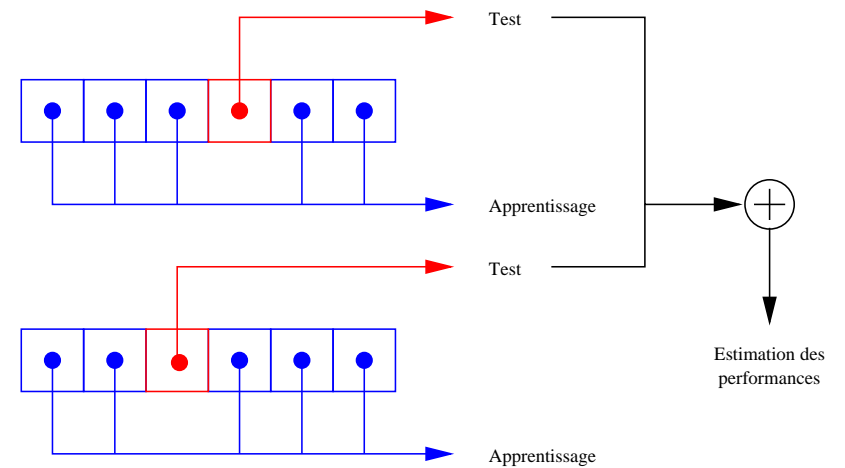 Test
Apprentissage
Test
Estimation des
performances
Apprentissage